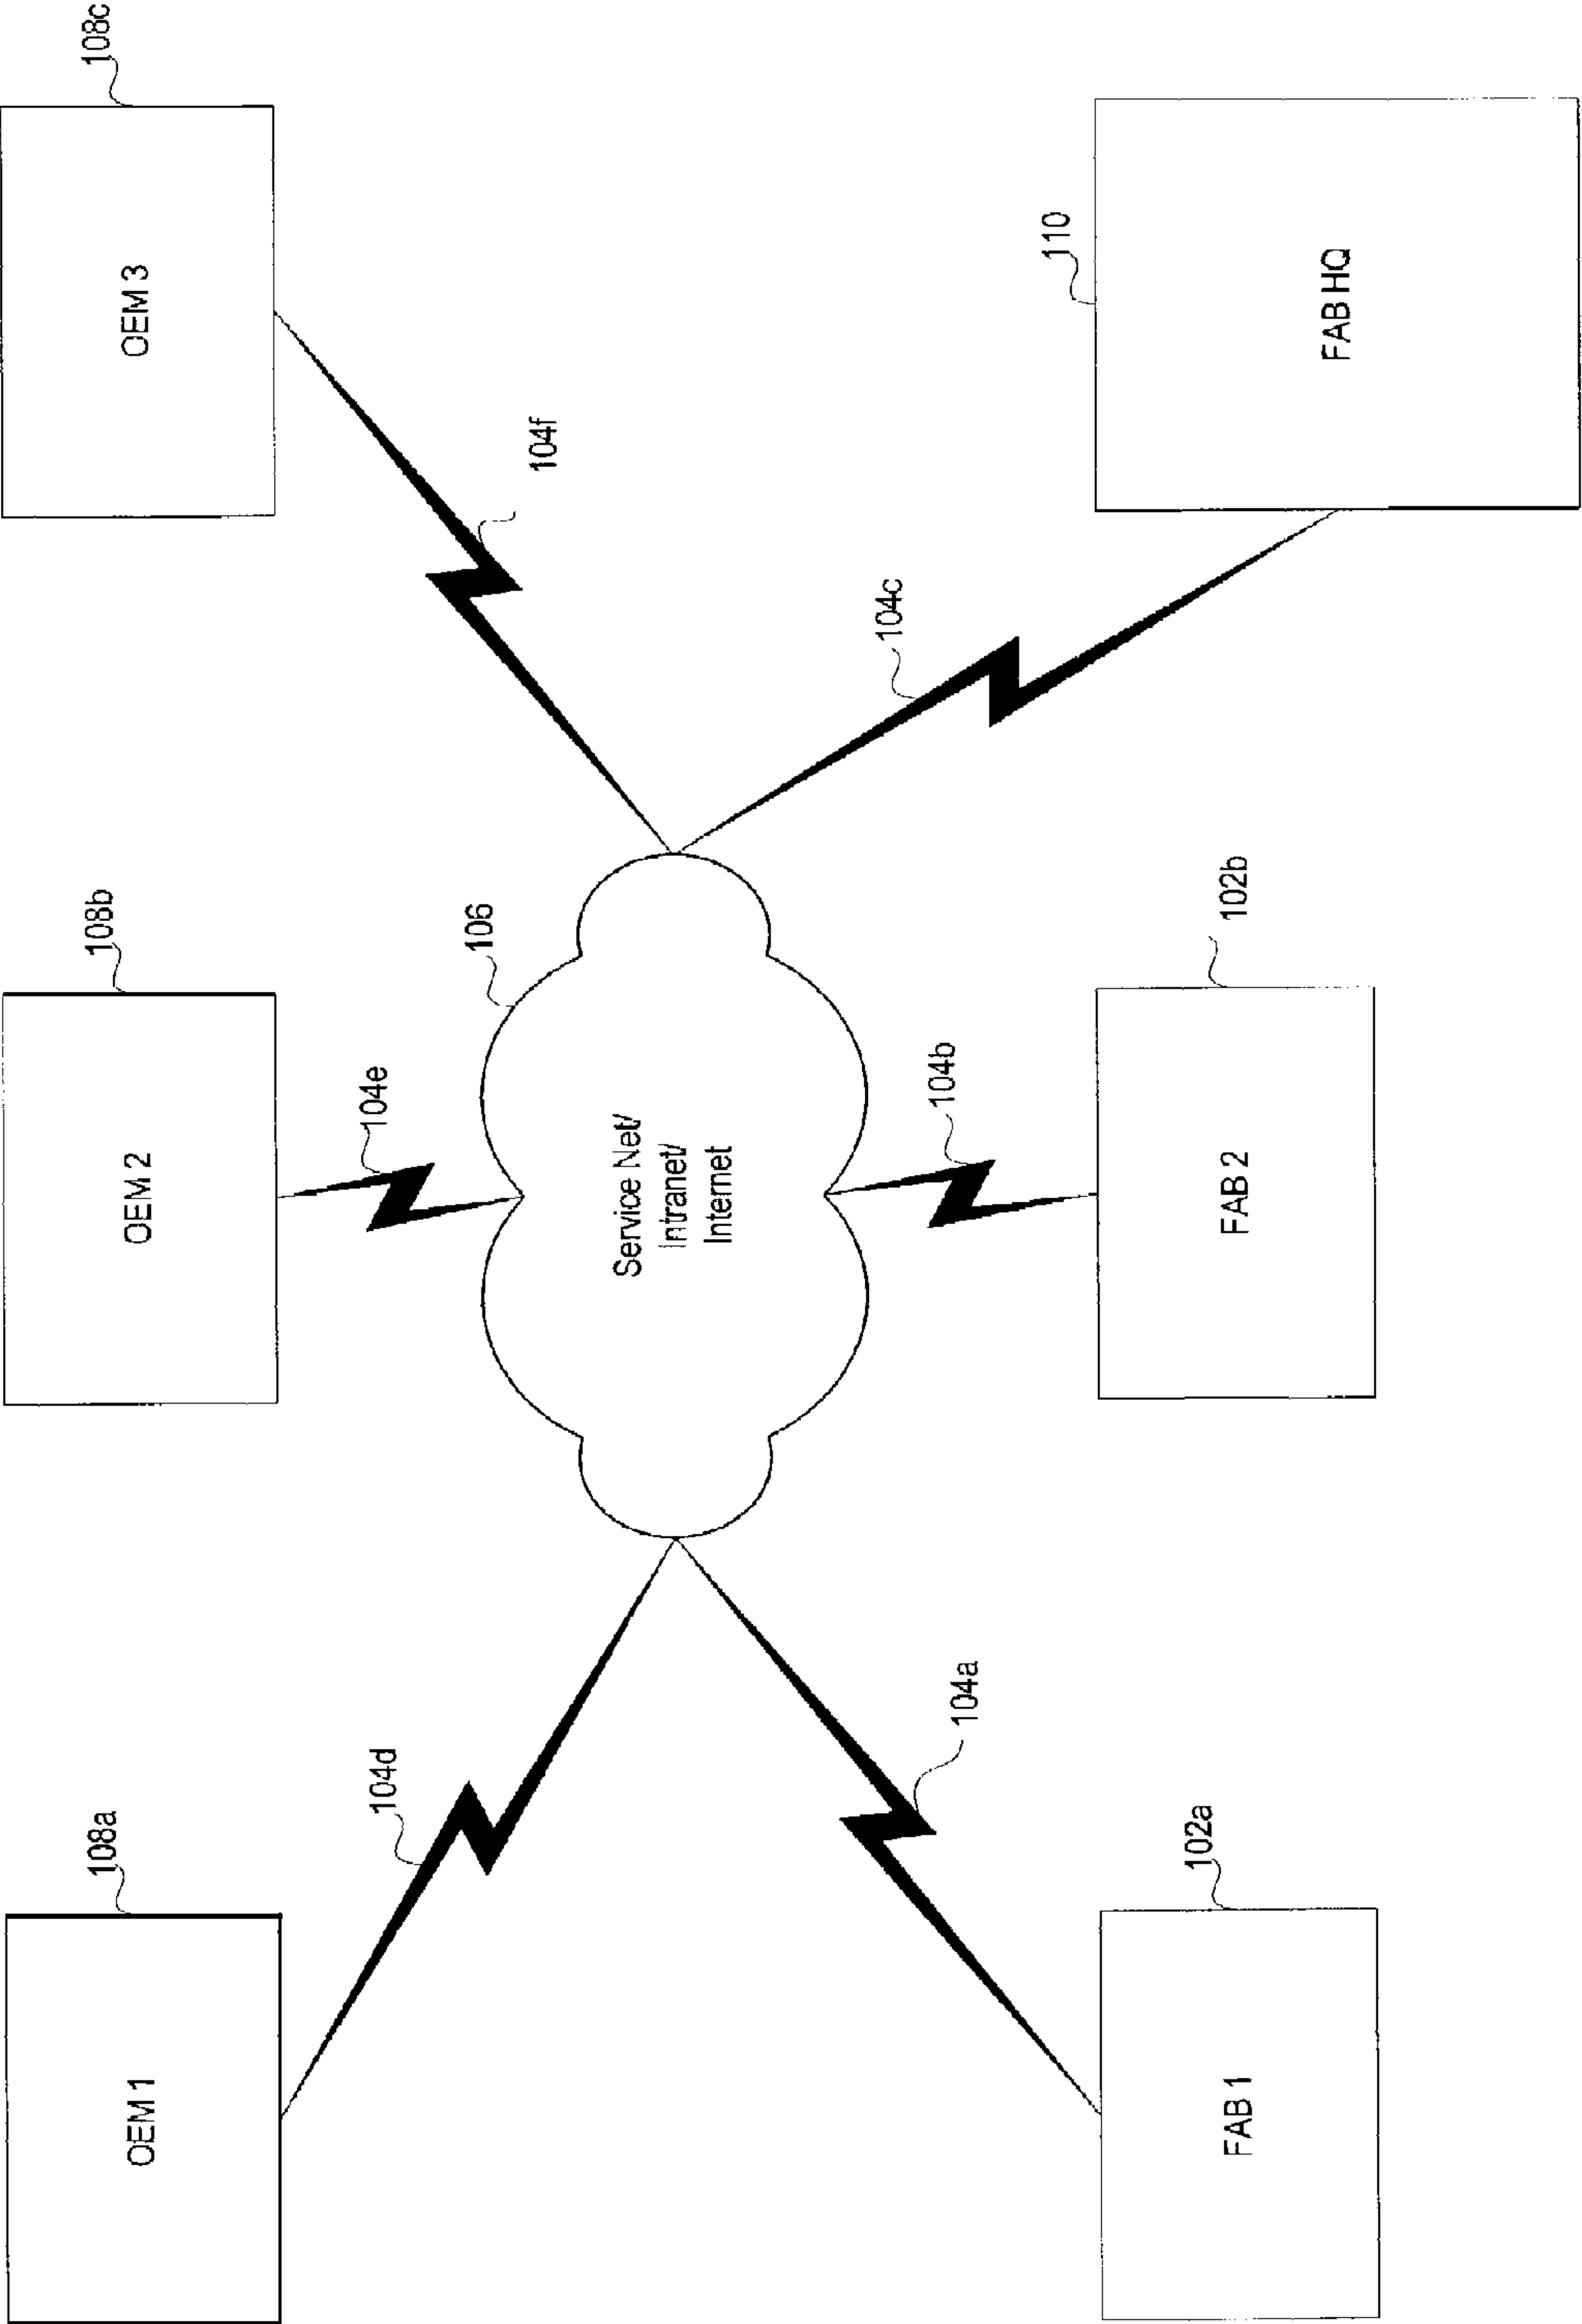 108a
108b
108c
OEM 1
OEM 2
OEM 3
104d
104e
104f
106
Service Net/
Intranet/
Internet
104a
104b
104c
102a
102b
110
FAB 1
FAB 2
FAB HQ